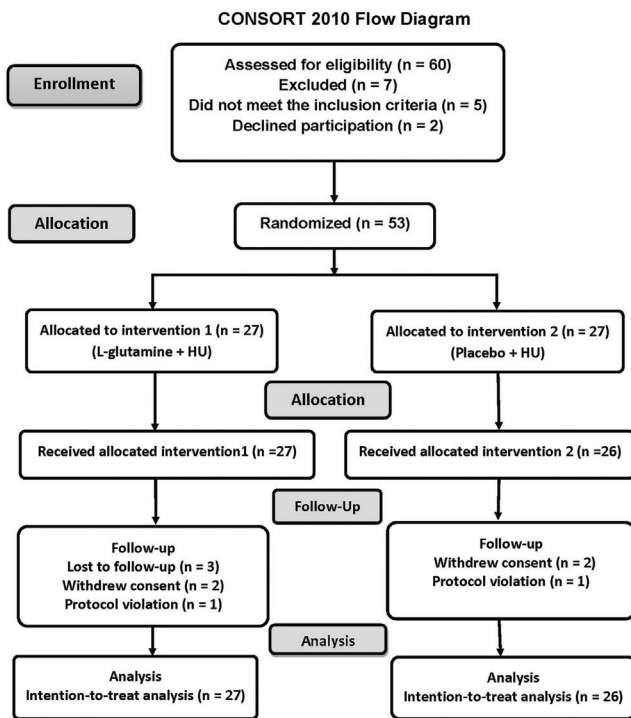 CONSORT 2010 Flow Diagram
Enrollment
Assessed for eligibility (n = 60)
Excluded (n = 7)
Did not meet the inclusion criteria (n = 5)
Declined participation (n = 2)
Allocation
Randomized (n = 53)
Allocated to intervention 1 (n = 27)
(L-glutamine + HU)
Allocated to intervention 2 (n = 27)
(Placebo + HU)
Allocation
Received allocated intervention1 (n =27)
Received allocated intervention 2 (n =26)
Follow-Up
Follow-up
Lost to follow-up (n = 3)
Withdrew consent (n = 2)
Protocol violation (n = 1)
Follow-up
Withdrew consent (n = 2)
Protocol violation (n = 1)
Analysis
Analysis
Intention-to-treat analysis (n = 27)
Analysis
Intention-to-treat analysis (n = 26)